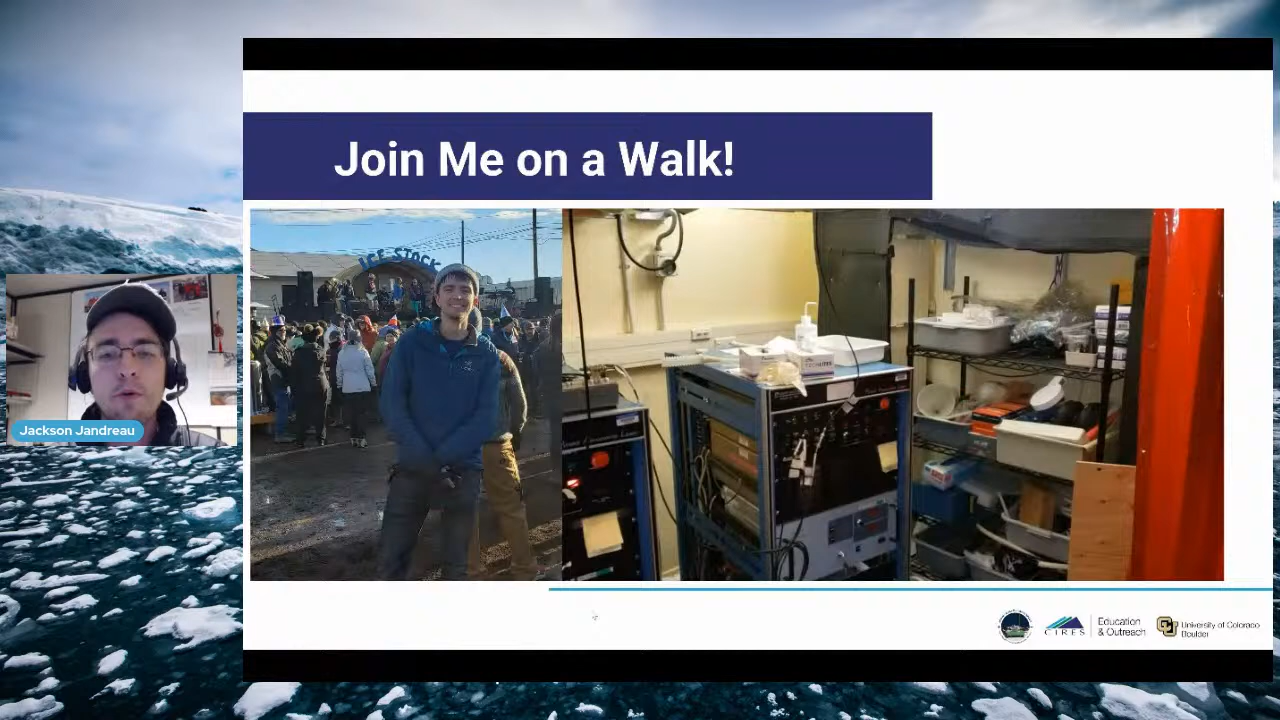 Join Me on a Walk!
ICE STOCK
Jackson Jandreau
CIRES
Education
& Outreach
University of Colorado
Boulder